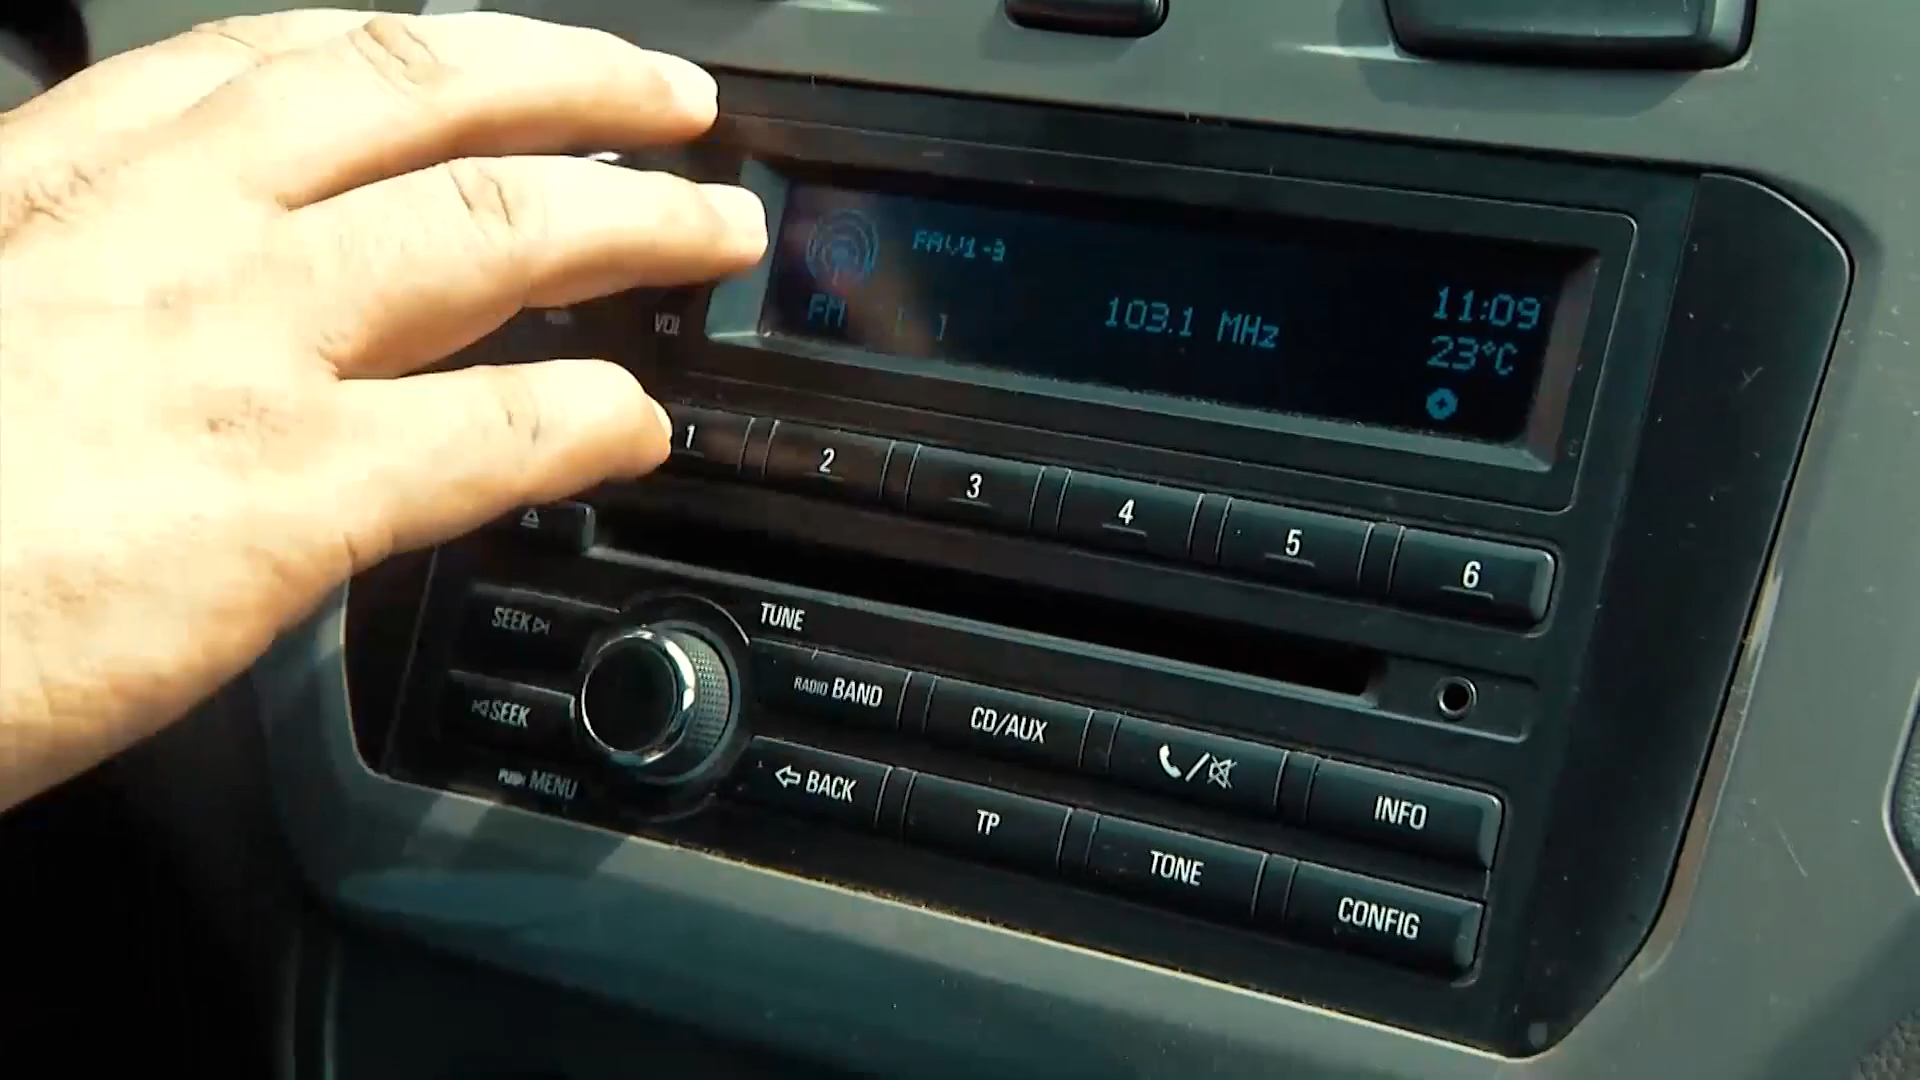 FAV1-3
FM [ ] 103.1 MHz
11:09
23°C
VOL
1 2 3 4 5 6
SEEK
TUNE
RADIO BAND
CD/AUX
/
INFO
SEEK
PUSH MENU
BACK
TP
TONE
CONFIG